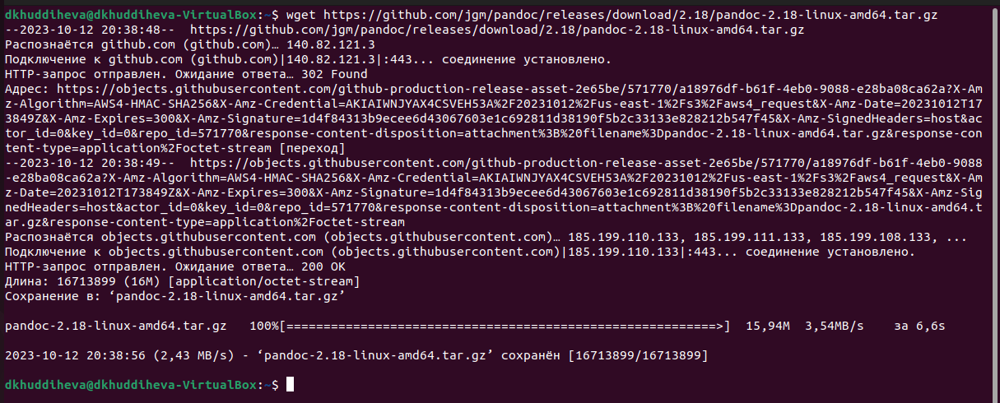 dkhuddiheva@dkhuddiheva-VirtualBox:~$ wget https://github.com/jgm/pandoc/releases/download/2.18/pandoc-2.18-linux-amd64.tar.gz
--2023-10-12 20:38:48--  https://github.com/jgm/pandoc/releases/download/2.18/pandoc-2.18-linux-amd64.tar.gz
Распознаётся github.com (github.com)… 140.82.121.3
Подключение к github.com (github.com)|140.82.121.3|:443... соединение установлено.
HTTP-запрос отправлен. Ожидание ответа… 302 Found
Адрес: https://objects.githubusercontent.com/github-production-release-asset-2e65be/571770/a18976df-b61f-4eb0-9088-e28ba08ca62a?X-Am
z-Algorithm=AWS4-HMAC-SHA256&X-Amz-Credential=AKIAIWNJYAX4CSVEH53A%2F20231012%2Fus-east-1%2Fs3%2Faws4_request&X-Amz-Date=20231012T17
3849Z&X-Amz-Expires=300&X-Amz-Signature=1d4f84313b9ecee6d43067603e1c692811d38190f5b2c33133e828212b547f45&X-Amz-SignedHeaders=host&ac
tor_id=0&key_id=0&repo_id=571770&response-content-disposition=attachment%3B%20filename%3Dpandoc-2.18-linux-amd64.tar.gz&response-con
tent-type=application%2Foctet-stream [переход]
--2023-10-12 20:38:49--  https://objects.githubusercontent.com/github-production-release-asset-2e65be/571770/a18976df-b61f-4eb0-9088
-e28ba08ca62a?X-Amz-Algorithm=AWS4-HMAC-SHA256&X-Amz-Credential=AKIAIWNJYAX4CSVEH53A%2F20231012%2Fus-east-1%2Fs3%2Faws4_request&X-Am
z-Date=20231012T173849Z&X-Amz-Expires=300&X-Amz-Signature=1d4f84313b9ecee6d43067603e1c692811d38190f5b2c33133e828212b547f45&X-Amz-Sig
nedHeaders=host&actor_id=0&key_id=0&repo_id=571770&response-content-disposition=attachment%3B%20filename%3Dpandoc-2.18-linux-amd64.t
ar.gz&response-content-type=application%2Foctet-stream
Распознаётся objects.githubusercontent.com (objects.githubusercontent.com)… 185.199.110.133, 185.199.111.133, 185.199.108.133, ...
Подключение к objects.githubusercontent.com (objects.githubusercontent.com)|185.199.110.133|:443... соединение установлено.
HTTP-запрос отправлен. Ожидание ответа… 200 OK
Длина: 16713899 (16M) [application/octet-stream]
Сохранение в: ‘pandoc-2.18-linux-amd64.tar.gz’
pandoc-2.18-linux-amd64.tar.gz   100%[==========================================================>]  15,94M  3,54MB/s    за 6,6s
2023-10-12 20:38:56 (2,43 MB/s) - ‘pandoc-2.18-linux-amd64.tar.gz’ сохранён [16713899/16713899]
dkhuddiheva@dkhuddiheva-VirtualBox:~$